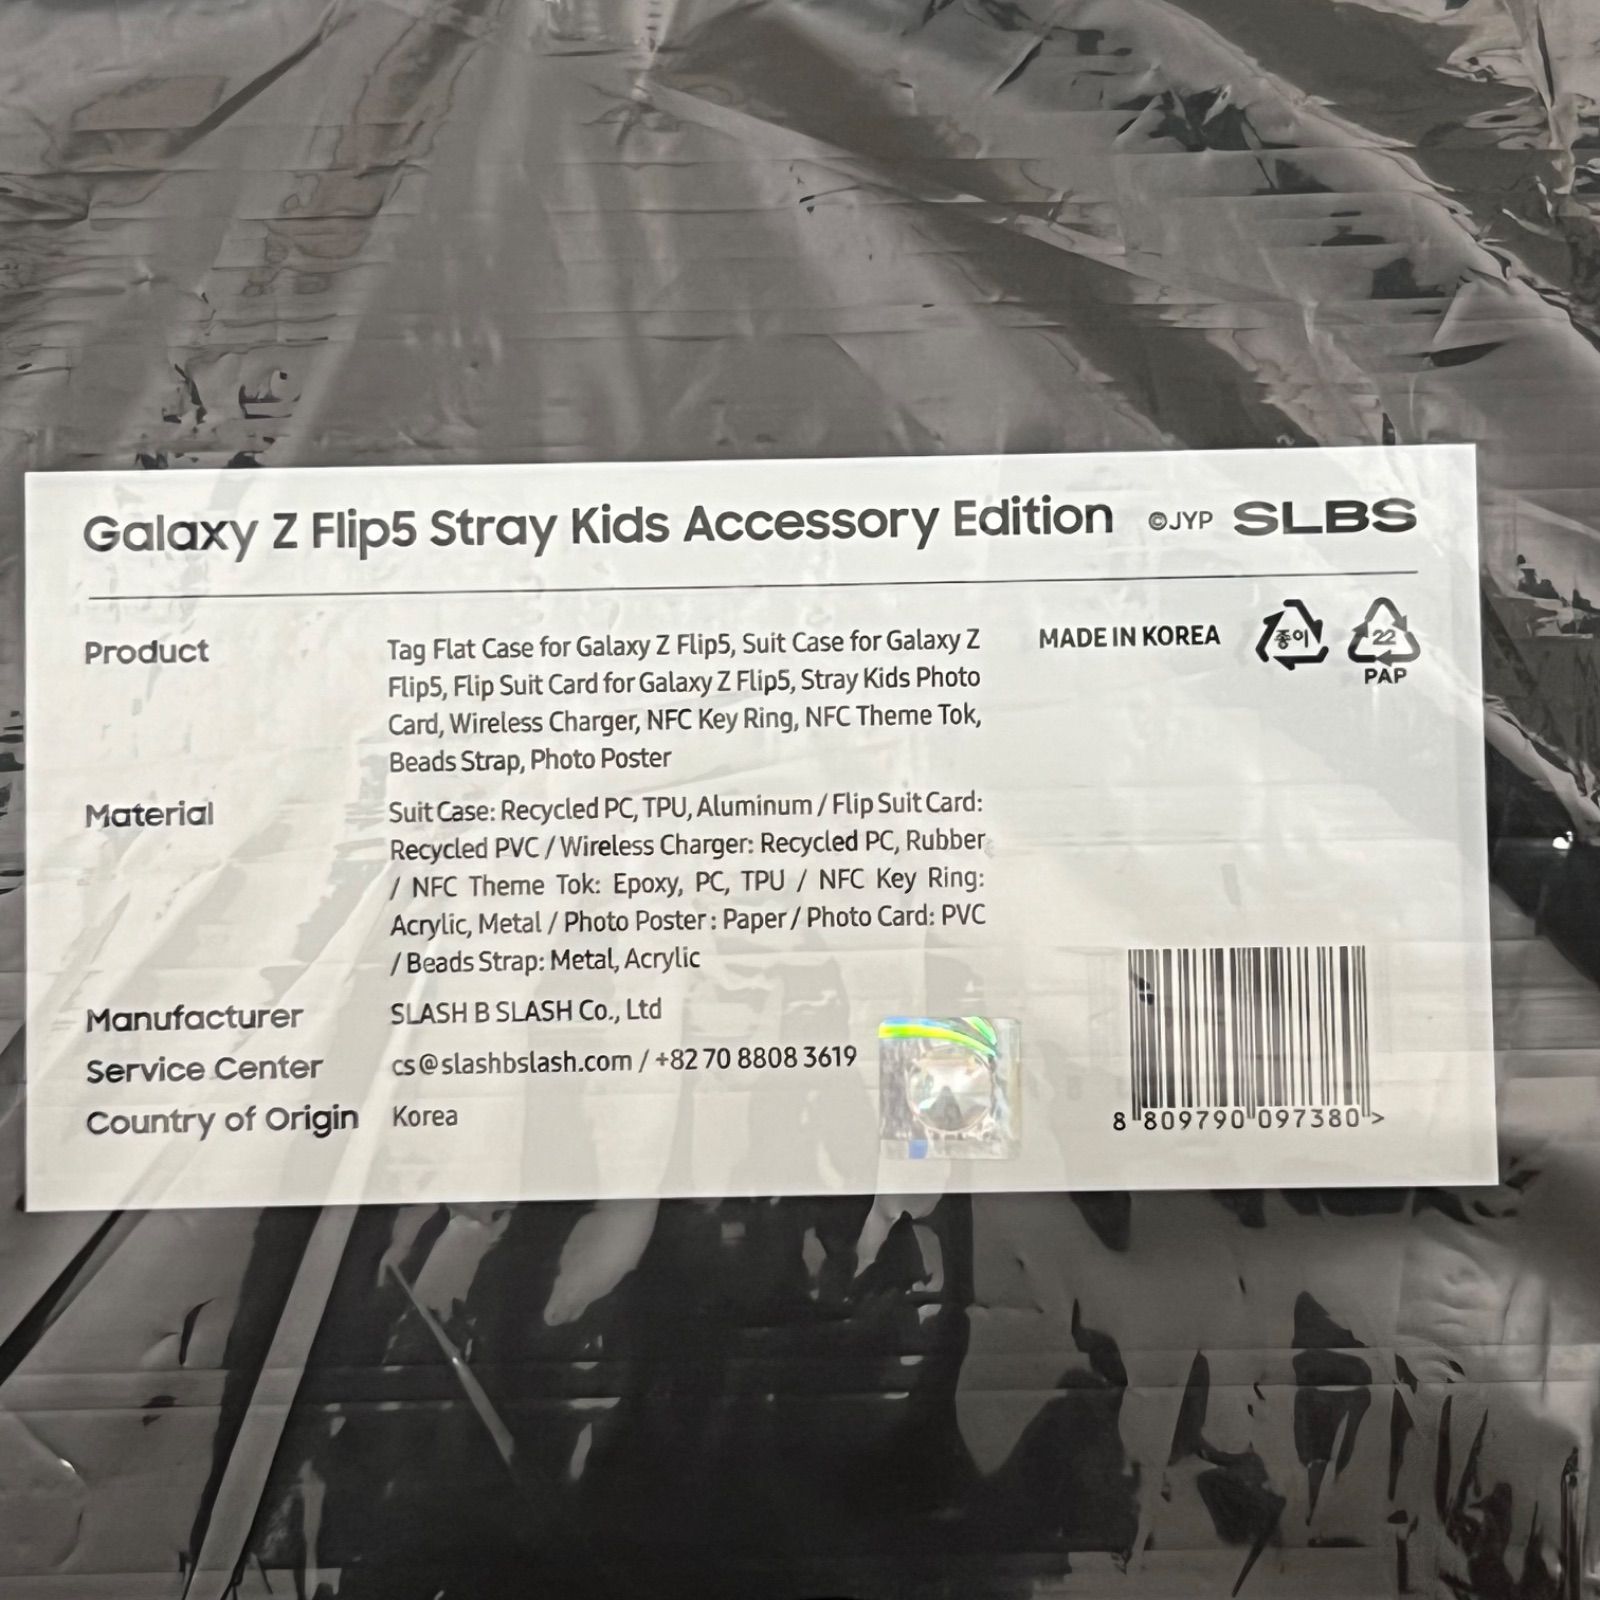 Galaxy Z Flip5 Stray Kids Accessory Edition ©JYP SLBS
Product
Tag Flat Case for Galaxy Z Flip5, Suit Case for Galaxy Z
Flip5, Flip Suit Card for Galaxy Z Flip5, Stray Kids Photo
Card, Wireless Charger, NFC Key Ring, NFC Theme Tok,
Beads Strap, Photo Poster
MADE IN KOREA
종이
22
PAP
Material
Suit Case: Recycled PC, TPU, Aluminum / Flip Suit Card:
Recycled PVC / Wireless Charger: Recycled PC, Rubber
/ NFC Theme Tok: Epoxy, PC, TPU / NFC Key Ring:
Acrylic, Metal / Photo Poster : Paper / Photo Card: PVC
/ Beads Strap: Metal, Acrylic
Manufacturer SLASH B SLASH Co., Ltd
Service Center cs@slashbslash.com / +82 70 8808 3619
Country of Origin Korea
8 809790 097380 >